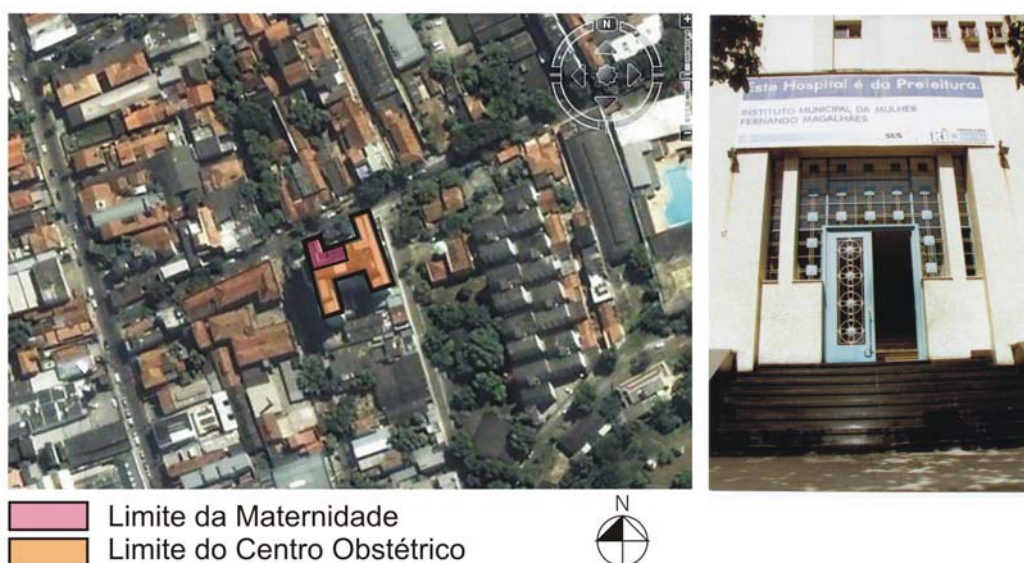 N
Este Hospital é da Prefeitura.
INSTITUTO MUNICIPAL DA MULHER
FERNANDO MAGALHÃES
SUS
Limite da Maternidade
Limite do Centro Obstétrico
N